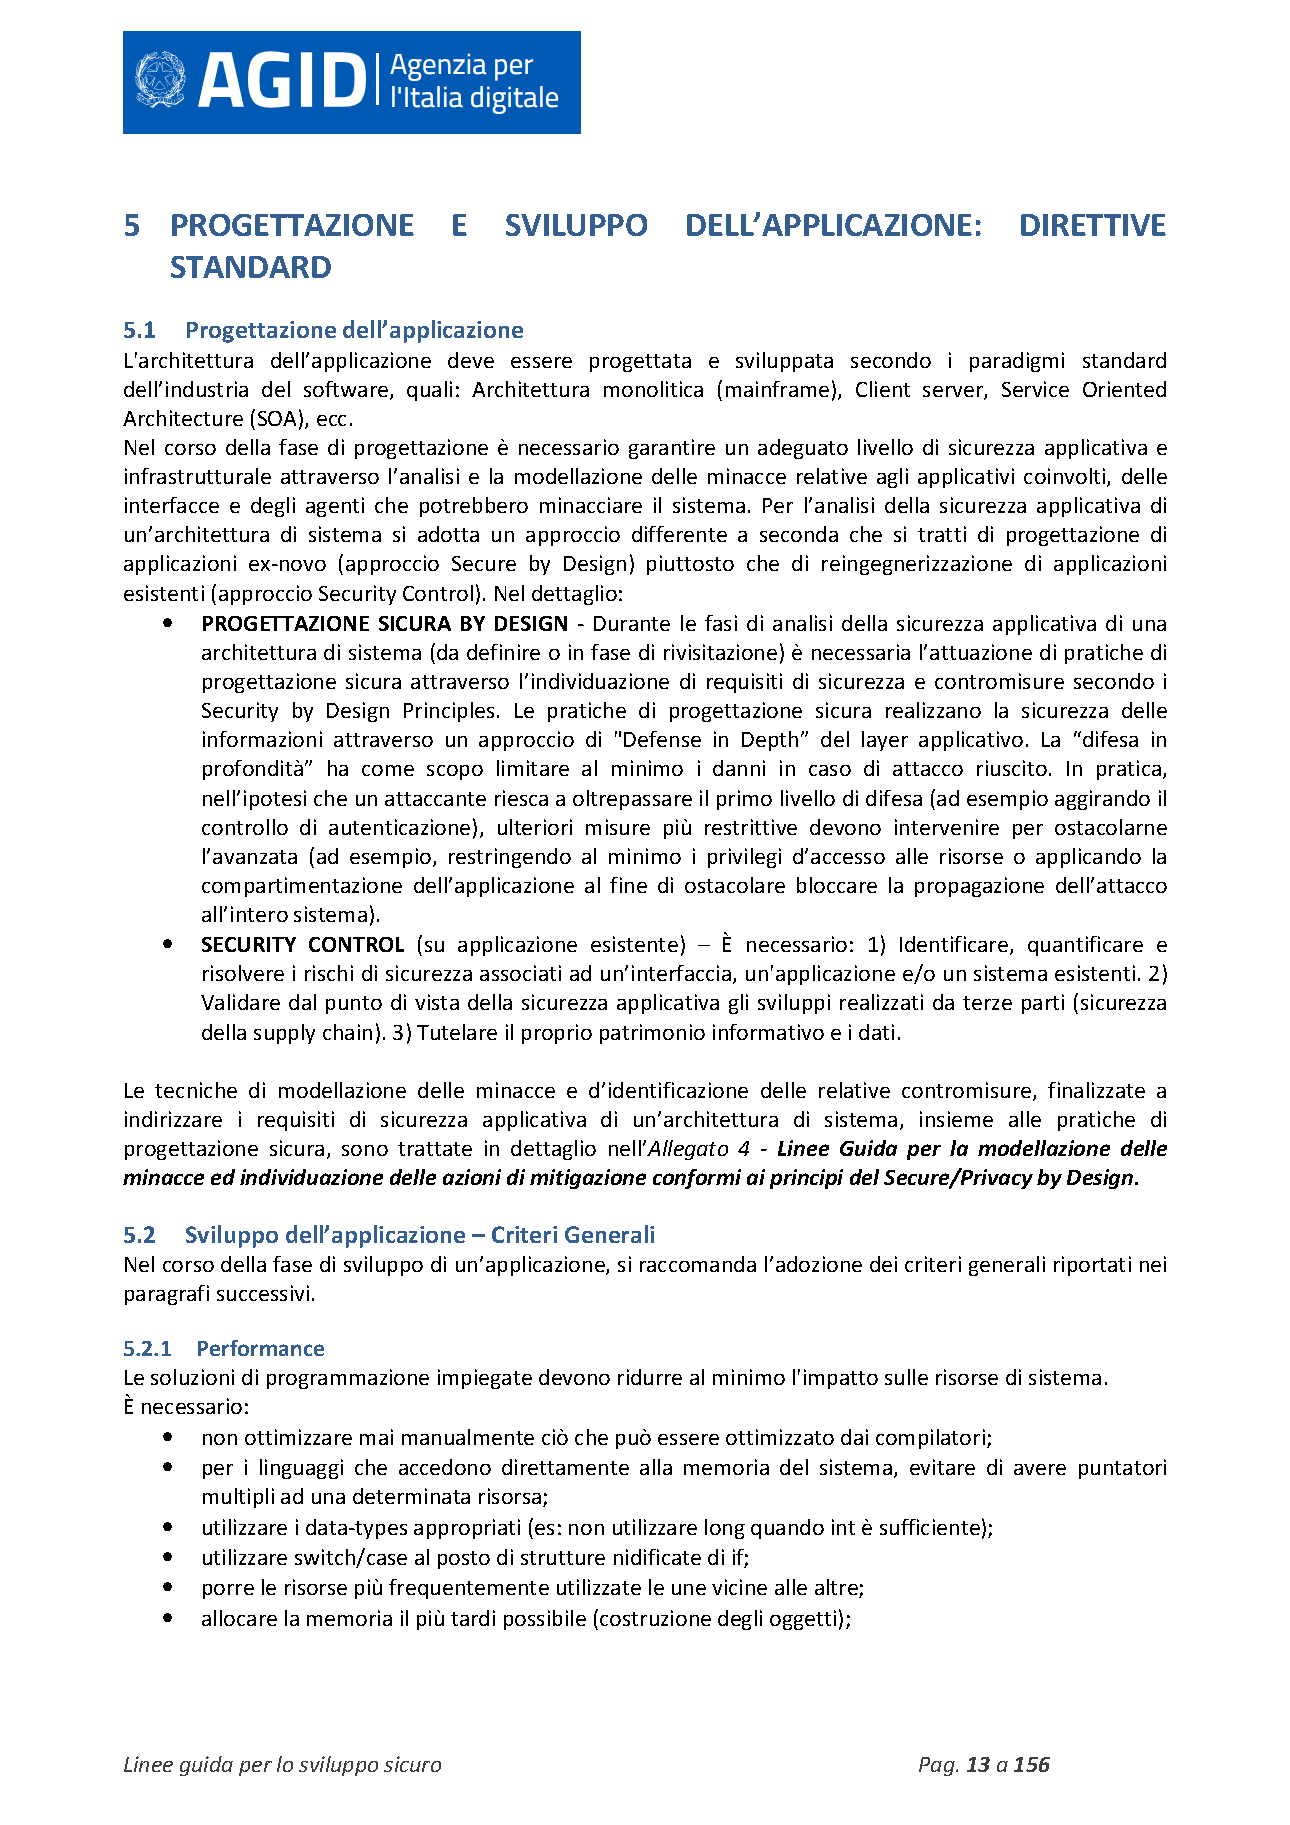 AGID Agenzia per
l'Italia digitale
5 PROGETTAZIONE E SVILUPPO DELL’APPLICAZIONE: DIRETTIVE
STANDARD
5.1 Progettazione dell’applicazione
L'architettura dell’applicazione deve essere progettata e sviluppata secondo i paradigmi standard
dell’industria del software, quali: Architettura monolitica (mainframe), Client server, Service Oriented
Architecture (SOA), ecc.
Nel corso della fase di progettazione è necessario garantire un adeguato livello di sicurezza applicativa e
infrastrutturale attraverso l’analisi e la modellazione delle minacce relative agli applicativi coinvolti, delle
interfacce e degli agenti che potrebbero minacciare il sistema. Per l’analisi della sicurezza applicativa di
un’architettura di sistema si adotta un approccio differente a seconda che si tratti di progettazione di
applicazioni ex-novo (approccio Secure by Design) piuttosto che di reingegnerizzazione di applicazioni
esistenti (approccio Security Control). Nel dettaglio:
• PROGETTAZIONE SICURA BY DESIGN - Durante le fasi di analisi della sicurezza applicativa di una
architettura di sistema (da definire o in fase di rivisitazione) è necessaria l’attuazione di pratiche di
progettazione sicura attraverso l’individuazione di requisiti di sicurezza e contromisure secondo i
Security by Design Principles. Le pratiche di progettazione sicura realizzano la sicurezza delle
informazioni attraverso un approccio di "Defense in Depth” del layer applicativo. La “difesa in
profondità” ha come scopo limitare al minimo i danni in caso di attacco riuscito. In pratica,
nell’ipotesi che un attaccante riesca a oltrepassare il primo livello di difesa (ad esempio aggirando il
controllo di autenticazione), ulteriori misure più restrittive devono intervenire per ostacolarne
l’avanzata (ad esempio, restringendo al minimo i privilegi d’accesso alle risorse o applicando la
compartimentazione dell’applicazione al fine di ostacolare bloccare la propagazione dell’attacco
all’intero sistema).
• SECURITY CONTROL (su applicazione esistente) – È necessario: 1) Identificare, quantificare e
risolvere i rischi di sicurezza associati ad un’interfaccia, un'applicazione e/o un sistema esistenti. 2)
Validare dal punto di vista della sicurezza applicativa gli sviluppi realizzati da terze parti (sicurezza
della supply chain). 3) Tutelare il proprio patrimonio informativo e i dati.
Le tecniche di modellazione delle minacce e d’identificazione delle relative contromisure, finalizzate a
indirizzare i requisiti di sicurezza applicativa di un’architettura di sistema, insieme alle pratiche di
progettazione sicura, sono trattate in dettaglio nell’Allegato 4 - Linee Guida per la modellazione delle
minacce ed individuazione delle azioni di mitigazione conformi ai principi del Secure/Privacy by Design.
5.2 Sviluppo dell’applicazione – Criteri Generali
Nel corso della fase di sviluppo di un’applicazione, si raccomanda l’adozione dei criteri generali riportati nei
paragrafi successivi.
5.2.1 Performance
Le soluzioni di programmazione impiegate devono ridurre al minimo l'impatto sulle risorse di sistema.
È necessario:
• non ottimizzare mai manualmente ciò che può essere ottimizzato dai compilatori;
• per i linguaggi che accedono direttamente alla memoria del sistema, evitare di avere puntatori
multipli ad una determinata risorsa;
• utilizzare i data-types appropriati (es: non utilizzare long quando int è sufficiente);
• utilizzare switch/case al posto di strutture nidificate di if;
• porre le risorse più frequentemente utilizzate le une vicine alle altre;
• allocare la memoria il più tardi possibile (costruzione degli oggetti);
Linee guida per lo sviluppo sicuro Pag. 13 a 156